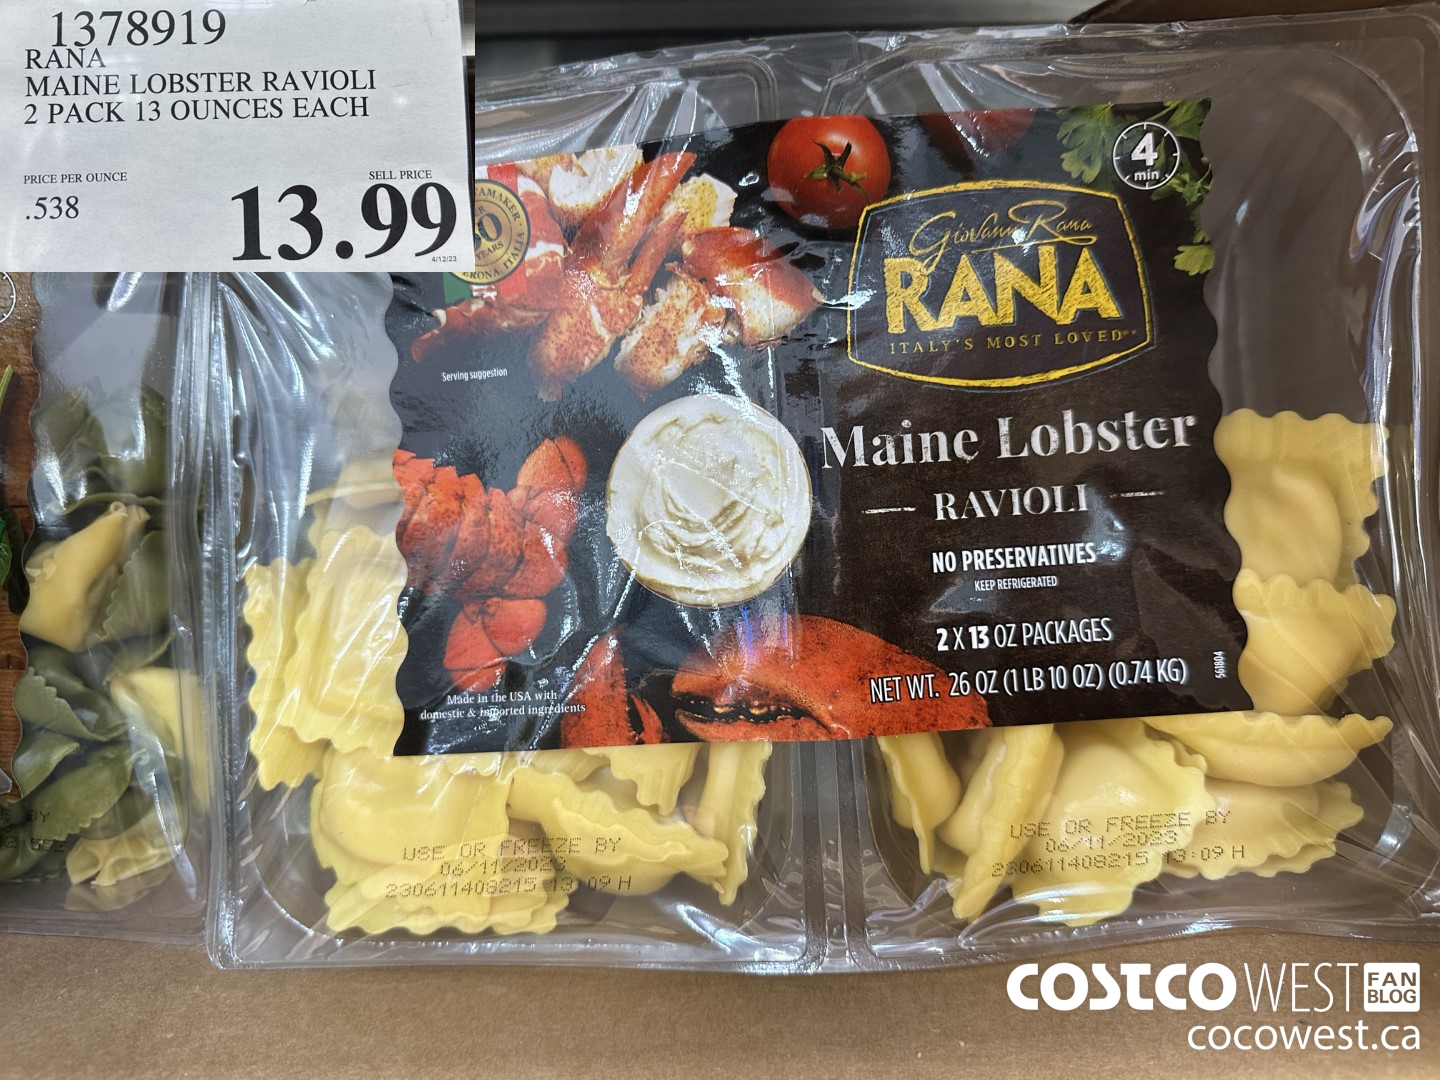 1378919
RANA
MAINE LOBSTER RAVIOLI
2 PACK 13 OUNCES EACH
PRICE PER OUNCE
.538
SELL PRICE
13.99
4/12/23
YEARS
VERONA ITALIA
Serving suggestion
4
min
Giovanni Rana
RANA
ITALY'S MOST LOVED
Maine Lobster
RAVIOLI
NO PRESERVATIVES
KEEP REFRIGERATED
2 X 13 OZ PACKAGES
NET WT. 26 OZ (1 LB 10 OZ) (0.74 KG)
561804
Made in the USA with
domestic & imported ingredients
USE OR FREEZE BY
06/11/2023
230611408215 13:09 H
USE OR FREEZE BY
06/11/2023
230611408215 13:09 H
COSTCO WEST FAN BLOG
cocowest.ca